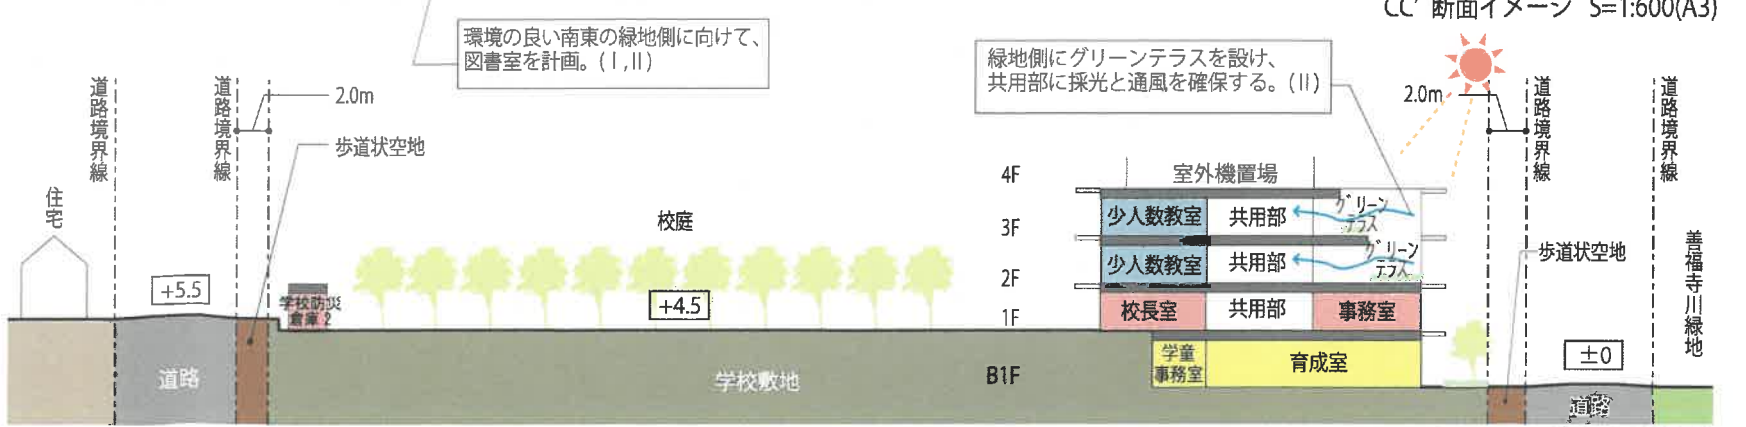 CC' 断面イメージ S=1:600(A3)
環境の良い南東の緑地側に向けて、
図書室を計画。(Ⅰ,Ⅱ)
緑地側にグリーンテラスを設け、
共用部に採光と通風を確保する。(Ⅱ)
道路境界線
道路境界線
2.0m
歩道状空地
2.0m
道路境界線
道路境界線
住宅
校庭
4F
室外機置場
3F
少人数教室
共用部
グリーン
テラス
2F
少人数教室
共用部
グリーン
テラス
歩道状空地
善福寺川緑地
+5.5
学校防災
倉庫2
+4.5
1F
校長室
共用部
事務室
±0
道路
学校敷地
B1F
学童
事務室
育成室
道路